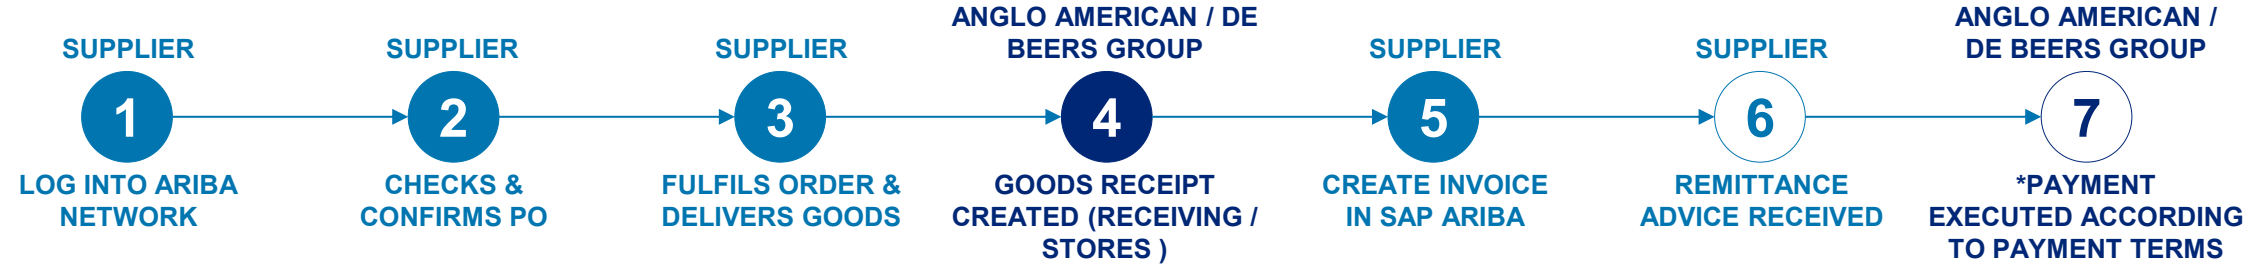 SUPPLIER
1
LOG INTO ARIBA
NETWORK
SUPPLIER
2
CHECKS &
CONFIRMS PO
SUPPLIER
3
FULFILS ORDER &
DELIVERS GOODS
ANGLO AMERICAN / DE
BEERS GROUP
4
GOODS RECEIPT
CREATED (RECEIVING /
STORES )
SUPPLIER
5
CREATE INVOICE
IN SAP ARIBA
SUPPLIER
6
REMITTANCE
ADVICE RECEIVED
ANGLO AMERICAN /
DE BEERS GROUP
7
*PAYMENT
EXECUTED ACCORDING
TO PAYMENT TERMS